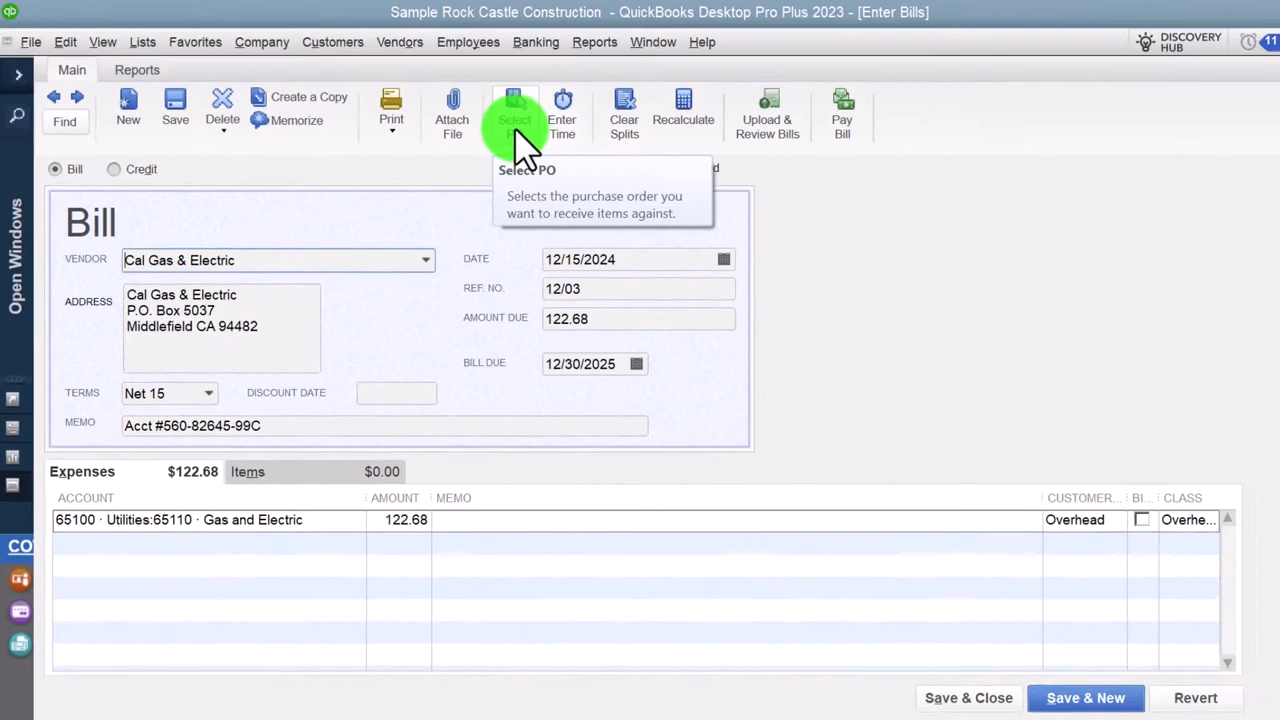 Sample Rock Castle Construction - QuickBooks Desktop Pro Plus 2023 - [Enter Bills]
File Edit View Lists Favorites Company Customers Vendors Employees Banking Reports Window Help
DISCOVERY HUB
11
Main Reports
Find
New
Save
Delete
Create a Copy
Memorize
Print
Attach File
Select
Enter Time
Clear Splits
Recalculate
Upload & Review Bills
Pay Bill
Bill Credit
Select PO
Selects the purchase order you
want to receive items against.
Open Windows
Bill
VENDOR Cal Gas & Electric
DATE 12/15/2024
REF. NO. 12/03
ADDRESS
Cal Gas & Electric
P.O. Box 5037
Middlefield CA 94482
AMOUNT DUE 122.68
BILL DUE 12/30/2025
TERMS Net 15 DISCOUNT DATE
MEMO Acct #560-82645-99C
Expenses $122.68 Items $0.00
ACCOUNT AMOUNT MEMO CUSTOMER... BI... CLASS
65100 · Utilities:65110 · Gas and Electric 122.68 Overhead Overhe...
CO
Save & Close Save & New Revert